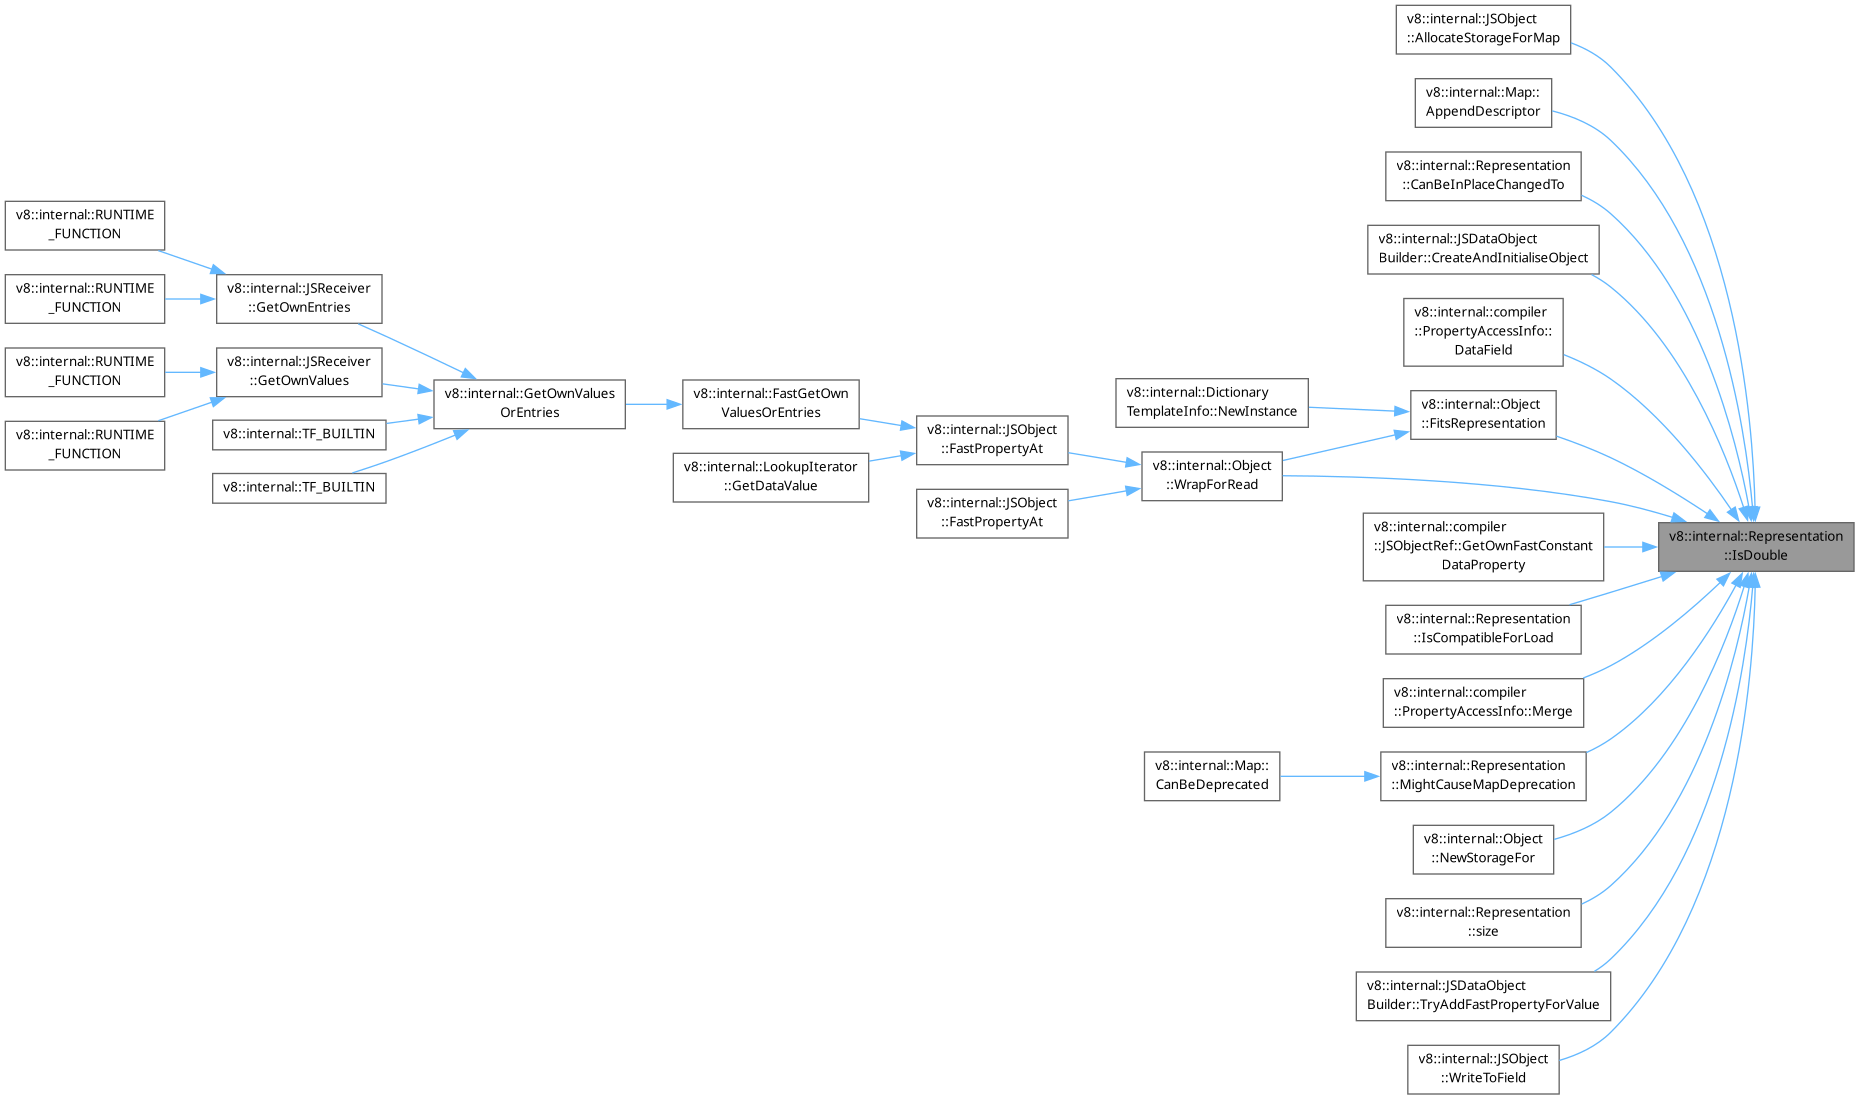 v8::internal::JSObject
::AllocateStorageForMap
v8::internal::Map::
AppendDescriptor
v8::internal::Representation
::CanBeInPlaceChangedTo
v8::internal::JSDataObject
Builder::CreateAndInitialiseObject
v8::internal::compiler
::PropertyAccessInfo::
DataField
v8::internal::Object
::FitsRepresentation
v8::internal::Dictionary
TemplateInfo::NewInstance
v8::internal::Object
::WrapForRead
v8::internal::JSObject
::FastPropertyAt
v8::internal::JSObject
::FastPropertyAt
v8::internal::FastGetOwn
ValuesOrEntries
v8::internal::LookupIterator
::GetDataValue
v8::internal::GetOwnValues
OrEntries
v8::internal::JSReceiver
::GetOwnEntries
v8::internal::JSReceiver
::GetOwnValues
v8::internal::TF_BUILTIN
v8::internal::TF_BUILTIN
v8::internal::RUNTIME
_FUNCTION
v8::internal::RUNTIME
_FUNCTION
v8::internal::RUNTIME
_FUNCTION
v8::internal::RUNTIME
_FUNCTION
v8::internal::Representation
::IsDouble
v8::internal::compiler
::JSObjectRef::GetOwnFastConstant
DataProperty
v8::internal::Representation
::IsCompatibleForLoad
v8::internal::compiler
::PropertyAccessInfo::Merge
v8::internal::Representation
::MightCauseMapDeprecation
v8::internal::Map::
CanBeDeprecated
v8::internal::Object
::NewStorageFor
v8::internal::Representation
::size
v8::internal::JSDataObject
Builder::TryAddFastPropertyForValue
v8::internal::JSObject
::WriteToField